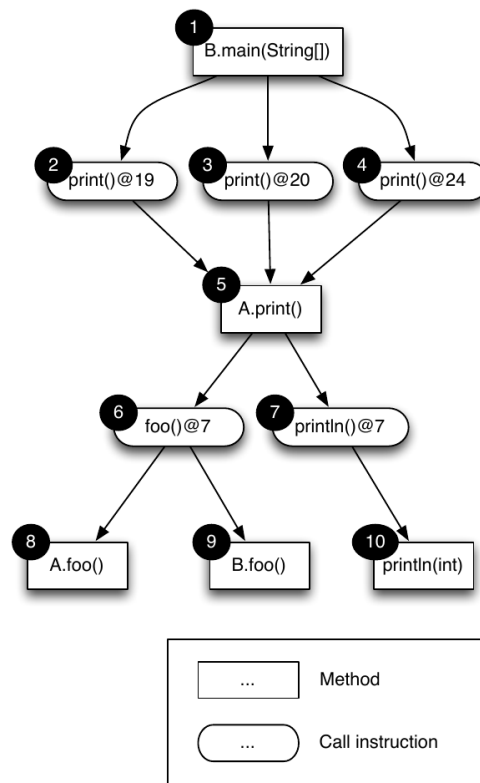 1
B.main(String[])
2
print()@19
3
print()@20
4
print()@24
5
A.print()
6
foo()@7
7
println()@7
8
A.foo()
9
B.foo()
10
println(int)
...
Method
...
Call instruction